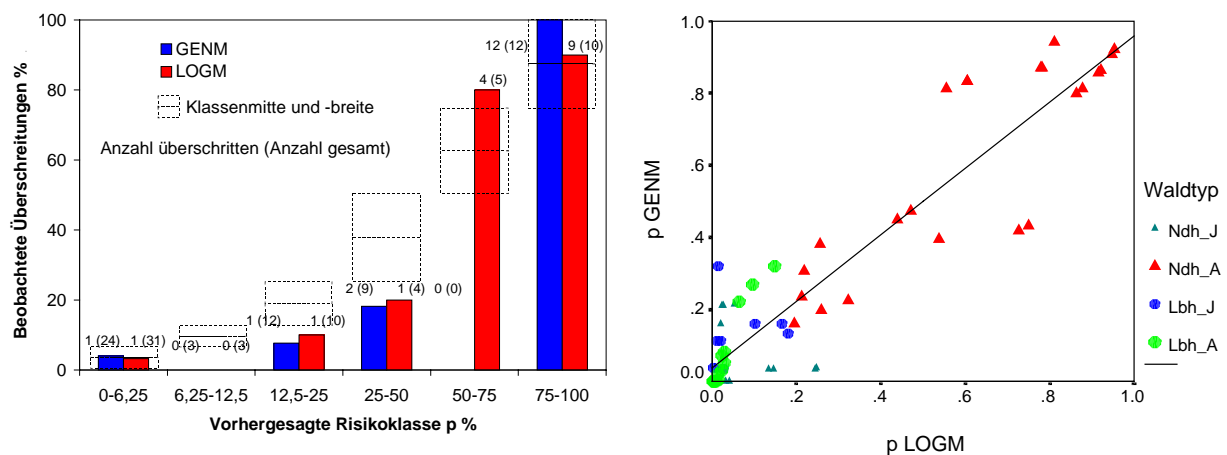 100
80
60
40
20
0
Beobachtete Überschreitungen %
GENM
LOGM
Klassenmitte und -breite
Anzahl überschritten (Anzahl gesamt)
1 (24)
1 (31)
0 (3)
0 (3)
1 (12)
1 (10)
2 (9)
1 (4)
0 (0)
4 (5)
12 (12)
9 (10)
0-6,25
6,25-12,5
12,5-25
25-50
50-75
75-100
Vorhergesagte Risikoklasse p %
1.0
.8
.6
.4
.2
0.0
p GENM
0.0
.2
.4
.6
.8
1.0
p LOGM
Waldtyp
Ndh_J
Ndh_A
Lbh_J
Lbh_A